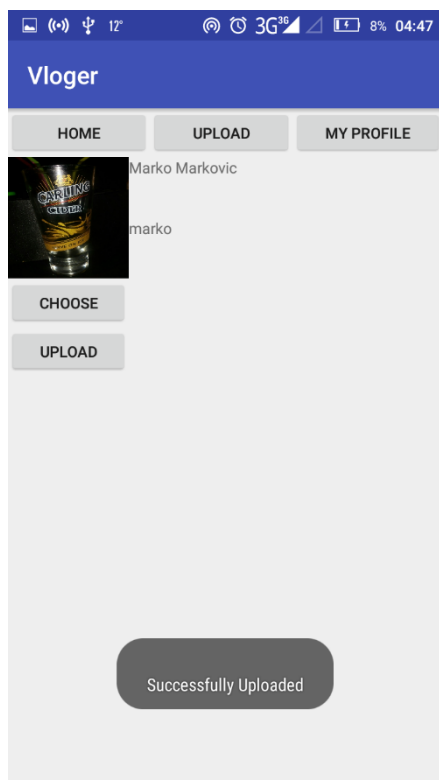 12° 3G 3G 8% 04:47
Vloger
HOME UPLOAD MY PROFILE
CARLING
CIDER
Marko Markovic
marko
CHOOSE
UPLOAD
Successfully Uploaded